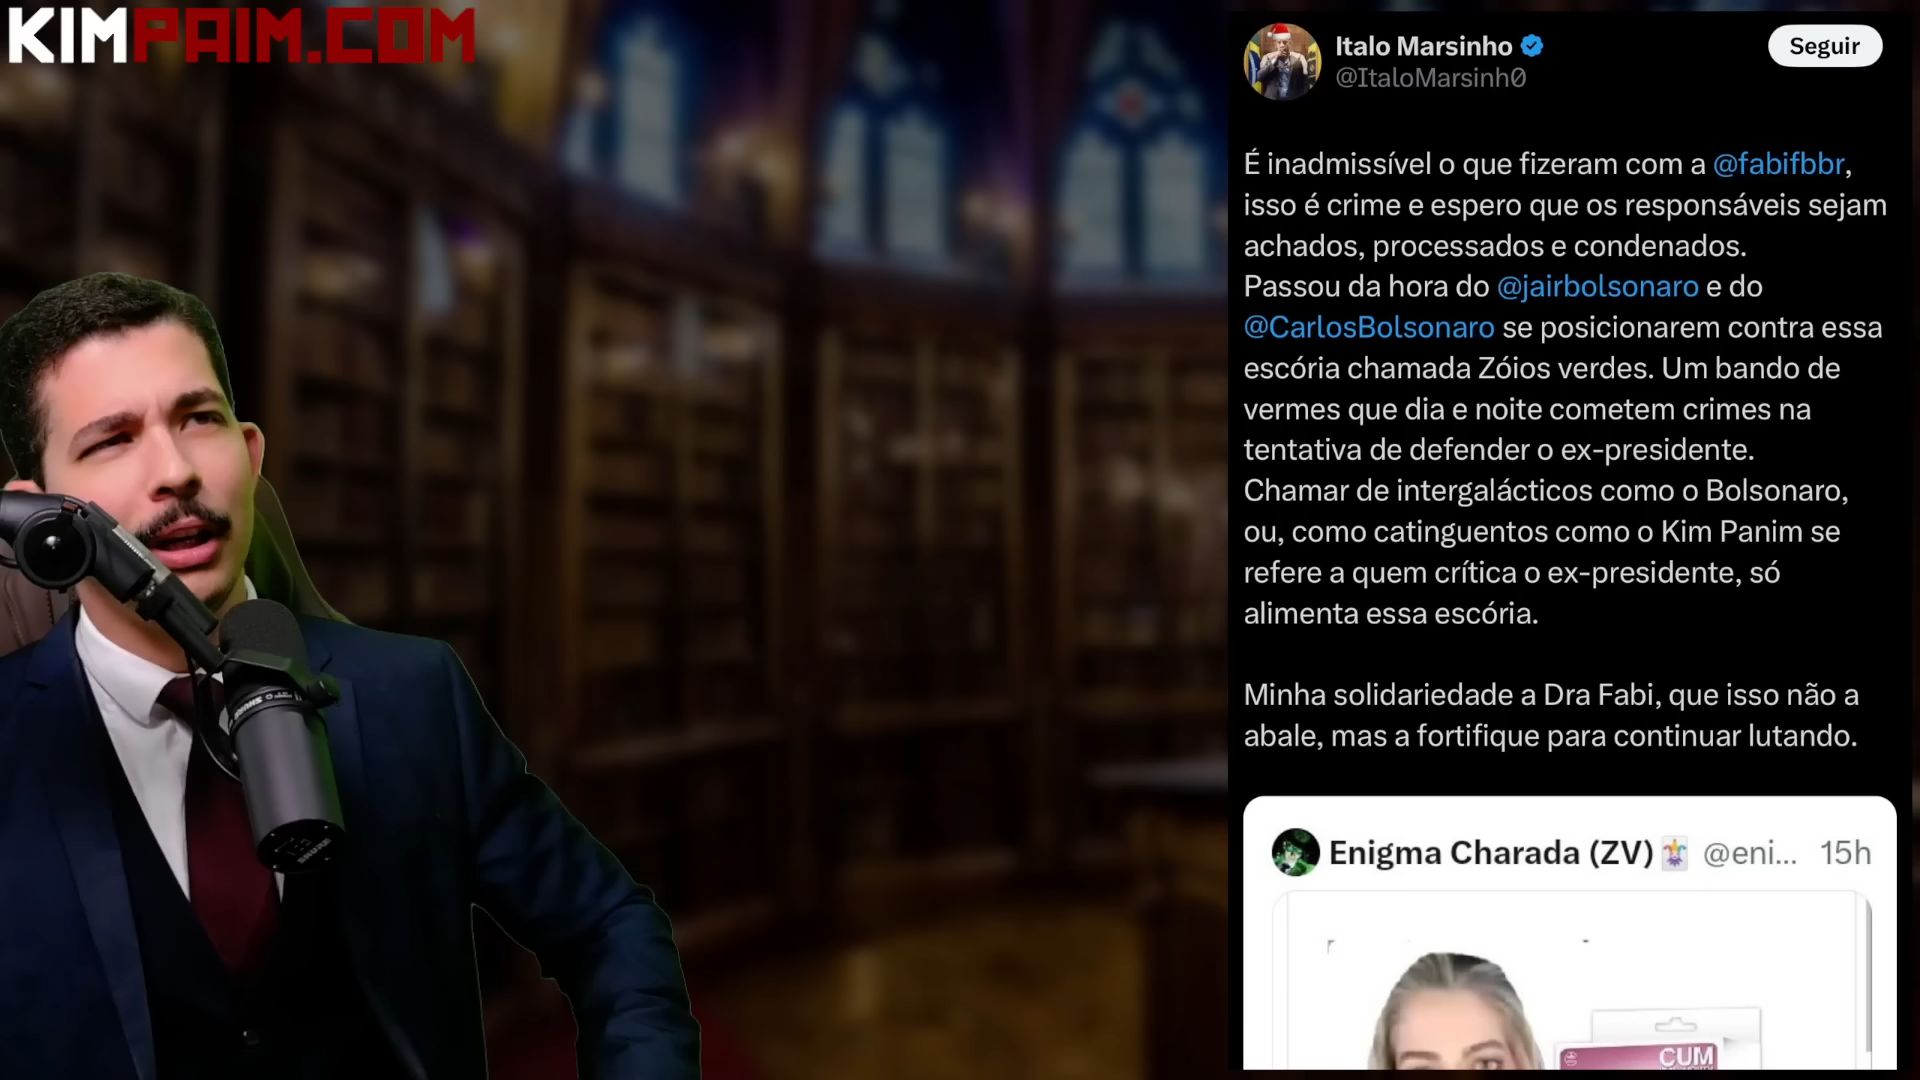 KIMPAIM.COM
Italo Marsinho
@ItaloMarsinh0
Seguir
É inadmissível o que fizeram com a @fabifbbr,
isso é crime e espero que os responsáveis sejam
achados, processados e condenados.
Passou da hora do @jairbolsonaro e do
@CarlosBolsonaro se posicionarem contra essa
escória chamada Zóios verdes. Um bando de
vermes que dia e noite cometem crimes na
tentativa de defender o ex-presidente.
Chamar de intergalácticos como o Bolsonaro,
ou, como catinguentos como o Kim Panim se
refere a quem crítica o ex-presidente, só
alimenta essa escória.
Minha solidariedade a Dra Fabi, que isso não a
abale, mas a fortifique para continuar lutando.
Enigma Charada (ZV) @eni... 15h
CUM